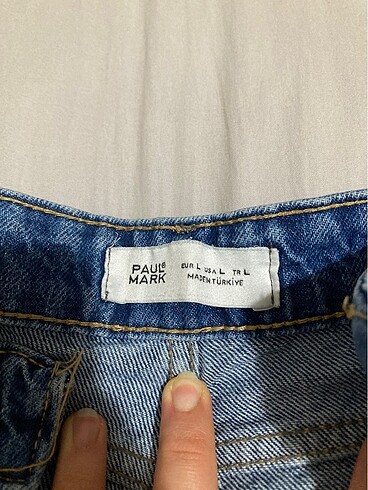 PAUL®
MARK
EUR L USA L TR L
MADE IN TÜRKİYE